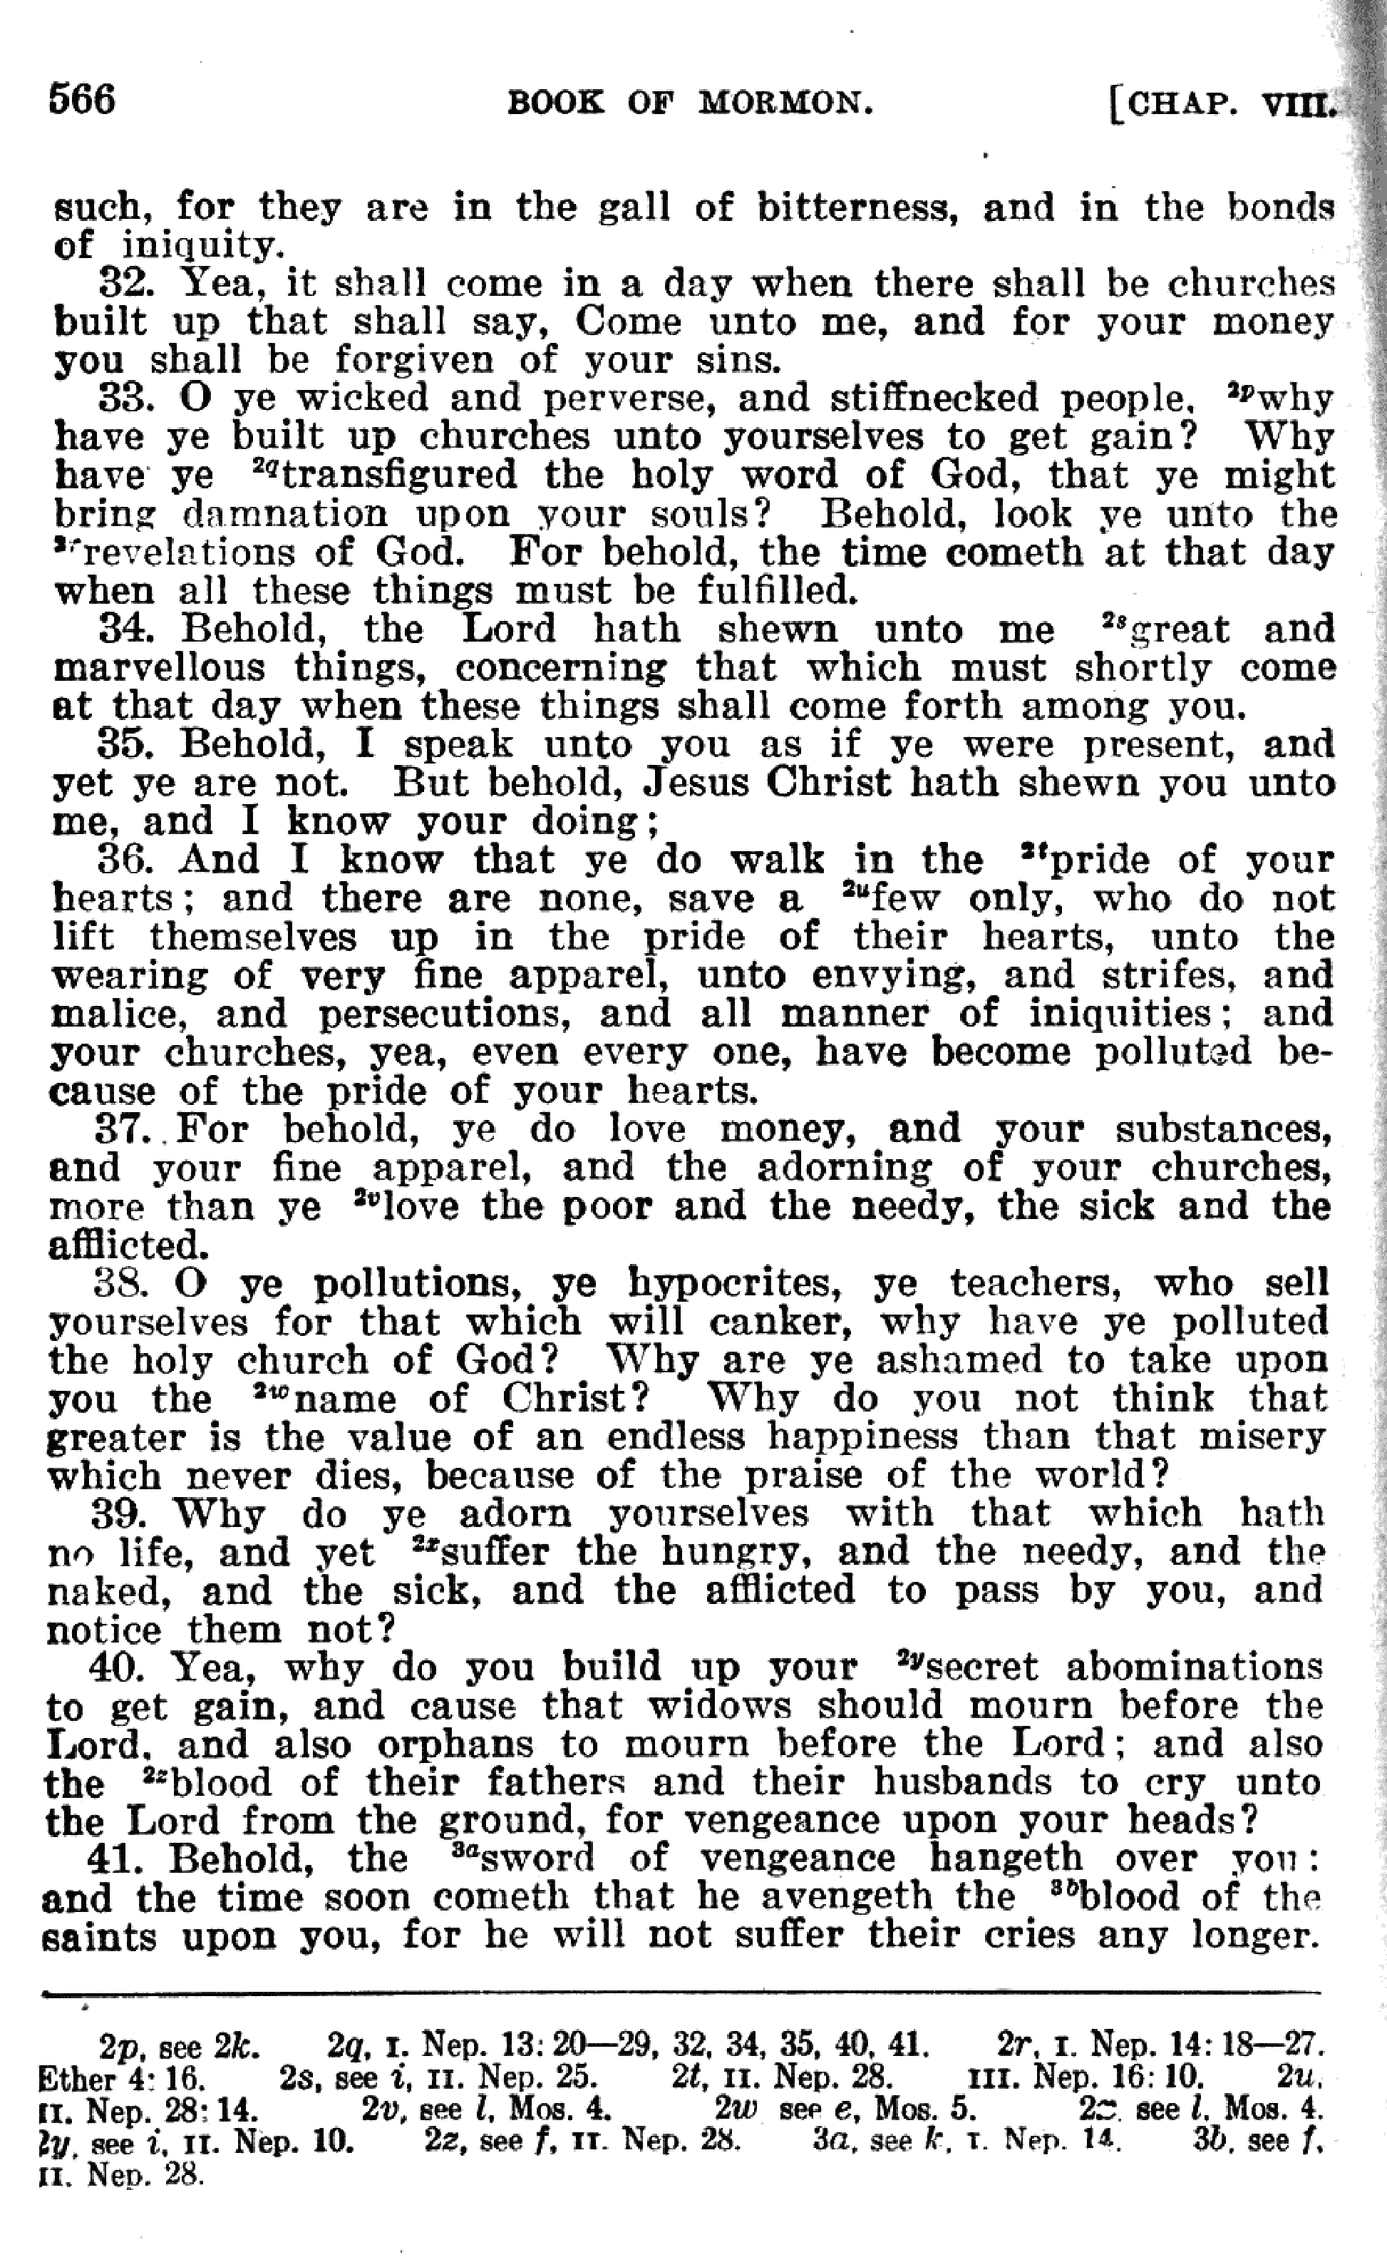 566 BOOK OF MORMON. [CHAP. VIII.
such, for they are in the gall of bitterness, and in the bonds
of iniquity.
32. Yea, it shall come in a day when there shall be churches
built up that shall say, Come unto me, and for your money
you shall be forgiven of your sins.
33. O ye wicked and perverse, and stiffnecked people, 2pwhy
have ye built up churches unto yourselves to get gain? Why
have ye 2qtransfigured the holy word of God, that ye might
bring damnation upon your souls? Behold, look ye unto the
2rrevelations of God. For behold, the time cometh at that day
when all these things must be fulfilled.
34. Behold, the Lord hath shewn unto me 2sgreat and
marvellous things, concerning that which must shortly come
at that day when these things shall come forth among you.
35. Behold, I speak unto you as if ye were present, and
yet ye are not. But behold, Jesus Christ hath shewn you unto
me, and I know your doing;
36. And I know that ye do walk in the 2tpride of your
hearts; and there are none, save a 2ufew only, who do not
lift themselves up in the pride of their hearts, unto the
wearing of very fine apparel, unto envying, and strifes, and
malice, and persecutions, and all manner of iniquities; and
your churches, yea, even every one, have become polluted be-
cause of the pride of your hearts.
37. For behold, ye do love money, and your substances,
and your fine apparel, and the adorning of your churches,
more than ye 2vlove the poor and the needy, the sick and the
afflicted.
38. O ye pollutions, ye hypocrites, ye teachers, who sell
yourselves for that which will canker, why have ye polluted
the holy church of God? Why are ye ashamed to take upon
you the 2wname of Christ? Why do you not think that
greater is the value of an endless happiness than that misery
which never dies, because of the praise of the world?
39. Why do ye adorn yourselves with that which hath
no life, and yet 2xsuffer the hungry, and the needy, and the
naked, and the sick, and the afflicted to pass by you, and
notice them not?
40. Yea, why do you build up your 2ysecret abominations
to get gain, and cause that widows should mourn before the
Lord, and also orphans to mourn before the Lord; and also
the 2zblood of their fathers and their husbands to cry unto
the Lord from the ground, for vengeance upon your heads?
41. Behold, the 3asword of vengeance hangeth over you:
and the time soon cometh that he avengeth the 3bblood of the
saints upon you, for he will not suffer their cries any longer.
2p, see 2k. 2q, I. Nep. 13: 20—29, 32, 34, 35, 40, 41. 2r, I. Nep. 14: 18—27.
Ether 4: 16. 2s, see i, II. Nep. 25. 2t, II. Nep. 28. III. Nep. 16: 10. 2u,
II. Nep. 28: 14. 2v, see l, Mos. 4. 2w see e, Mos. 5. 2x, see l, Mos. 4.
2y, see i, II. Nep. 10. 2z, see f, II. Nep. 28. 3a, see k, I. Nep. 14. 3b, see f,
II. Nep. 28.